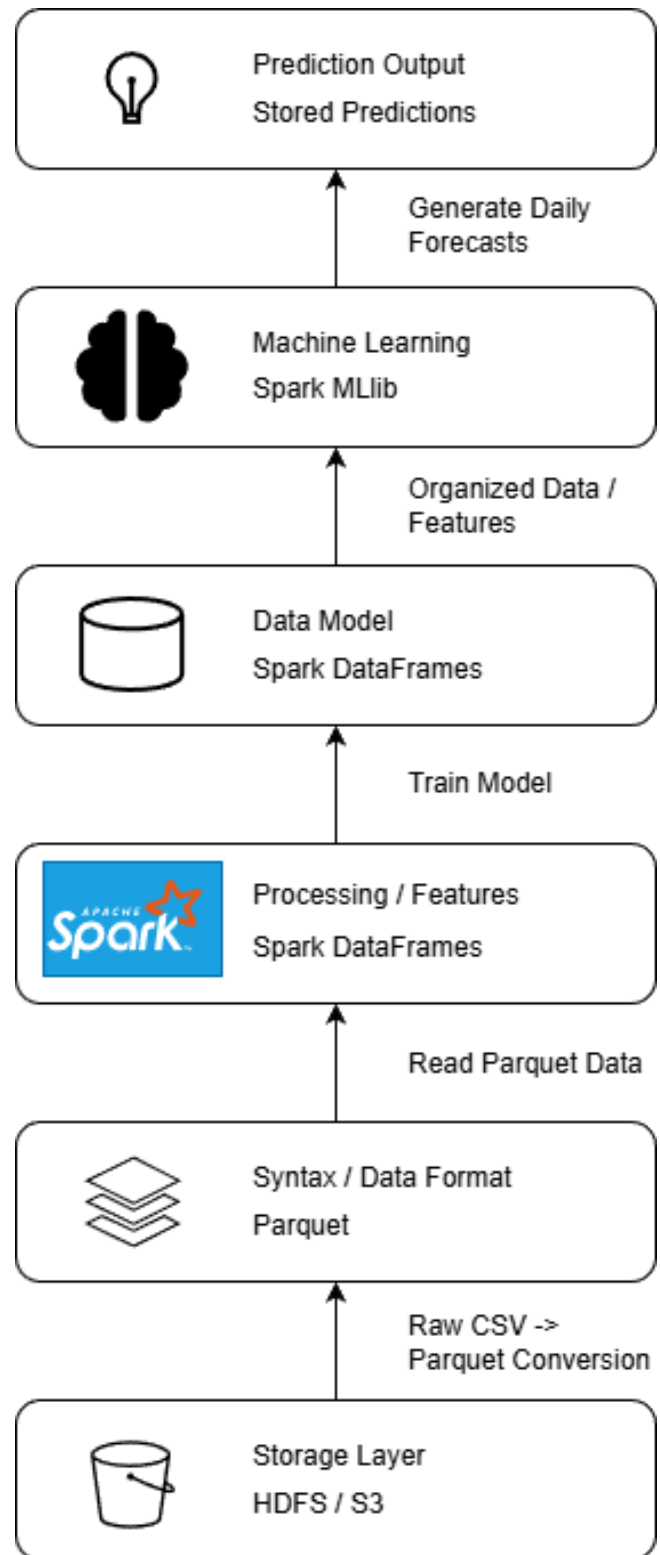 Prediction Output
Stored Predictions
Generate Daily
Forecasts
Machine Learning
Spark MLlib
Organized Data /
Features
Data Model
Spark DataFrames
Train Model
APACHE
Spark
Processing / Features
Spark DataFrames
Read Parquet Data
Syntax / Data Format
Parquet
Raw CSV ->
Parquet Conversion
Storage Layer
HDFS / S3